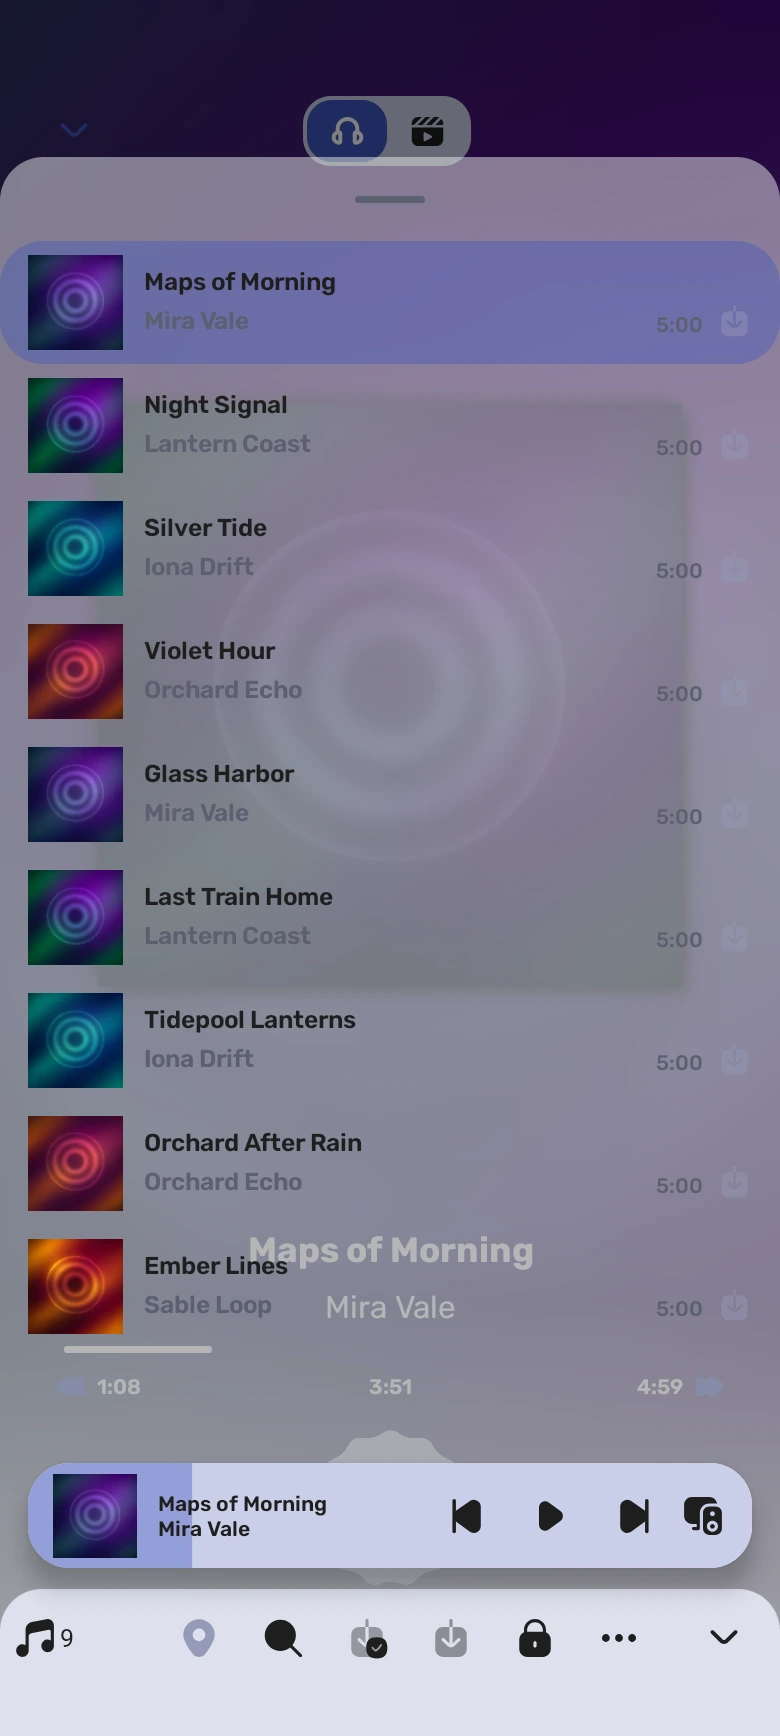 Maps of Morning
Mira Vale
5:00
Night Signal
Lantern Coast
5:00
Silver Tide
Iona Drift
5:00
Violet Hour
Orchard Echo
5:00
Glass Harbor
Mira Vale
5:00
Last Train Home
Lantern Coast
5:00
Tidepool Lanterns
Iona Drift
5:00
Orchard After Rain
Orchard Echo
5:00
Maps of Morning
Ember Lines
Sable Loop
Mira Vale
5:00
1:08 3:51 4:59
Maps of Morning
Mira Vale
9